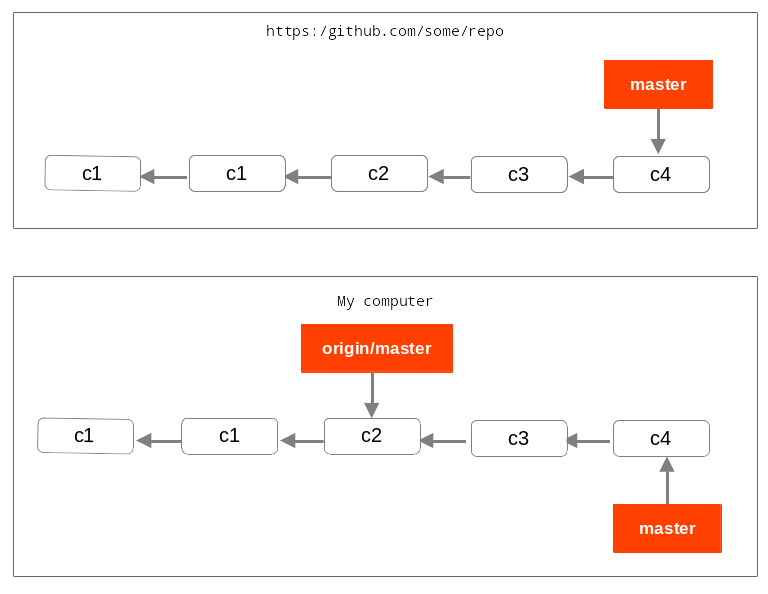 https:/github.com/some/repo
master
c1 c1 c2 c3 c4
My computer
origin/master
c1 c1 c2 c3 c4
master